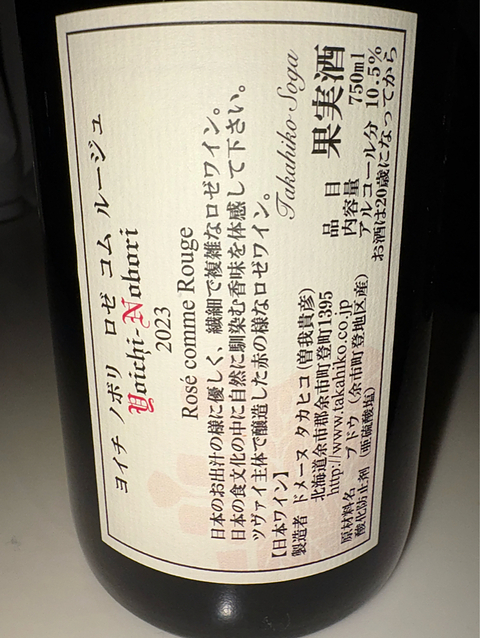 ヨイチ ノボリ ロゼ コム ルージュ
Yoichi-Nobori
2023
Rosé comme Rouge
日本のお出汁の様に優しく、繊細で複雑なロゼワイン。
日本の食文化の中に自然に馴染む香味を体感して下さい。
ツヴァイ主体で醸造した赤の様なロゼワイン。
Takahiko Soga
【日本ワイン】
製造者 ドメーヌ タカヒコ(曽我貴彦)
北海道余市郡余市町登町1395
http://www.takahiko.co.jp
原材料名 ブドウ(余市町登地区産)
酸化防止剤(亜硫酸塩)
果実酒
品目
内容量 750ml
アルコール分 10.5%
お酒は20歳になってから